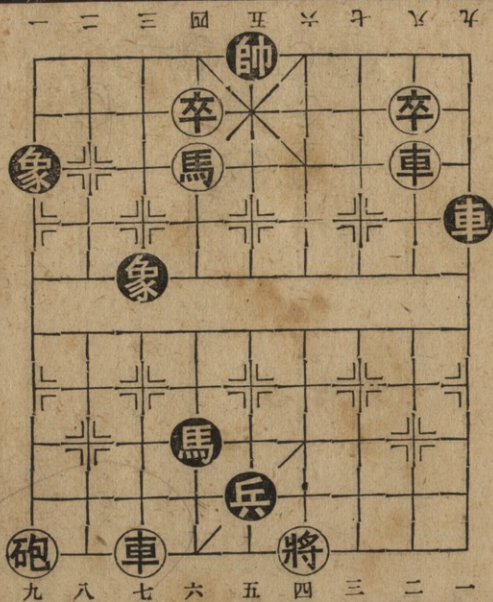 一 二 三 四 五 六 七 八 九
帥
卒 卒
象 馬 車
車
象
馬
兵
砲 車 將
九 八 七 六 五 四 三 二 一